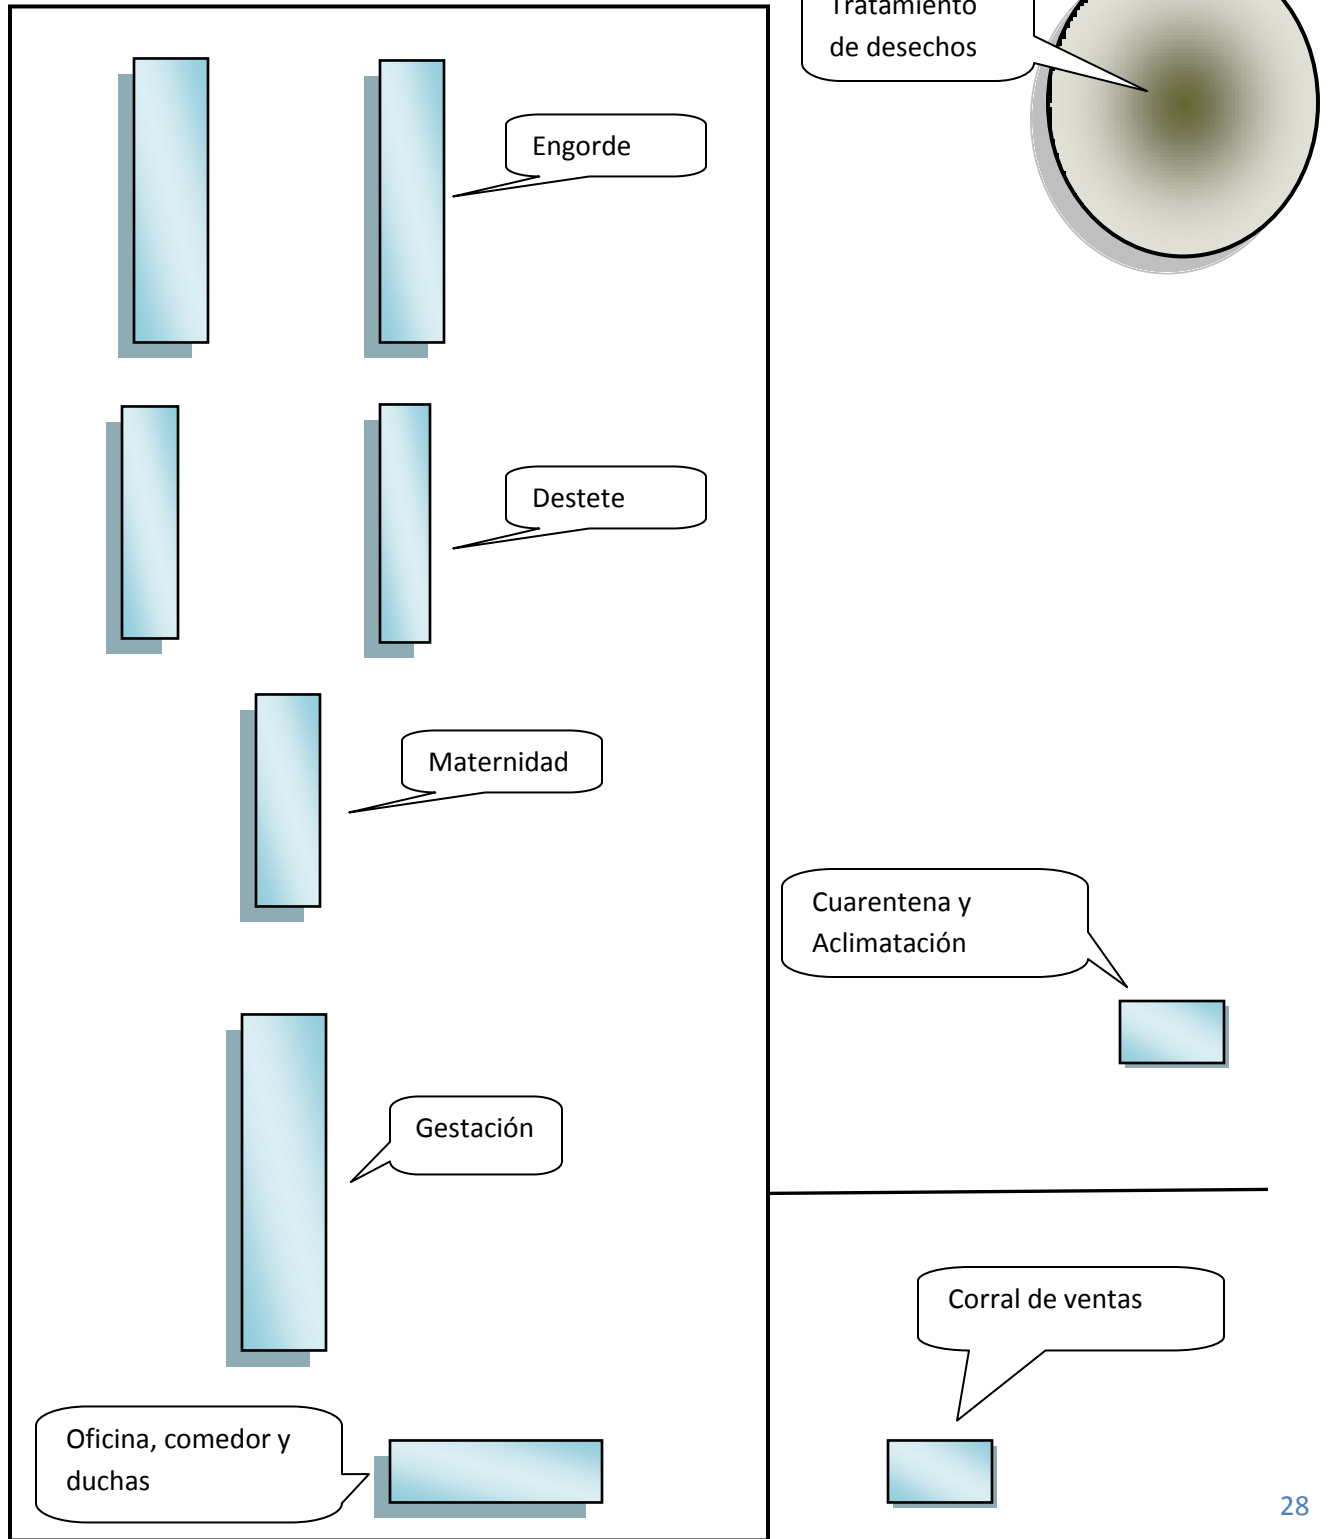 Tratamiento
de desechos
Engorde
Destete
Maternidad
Cuarentena y
Aclimatación
Gestación
Corral de ventas
Oficina, comedor y
duchas
28